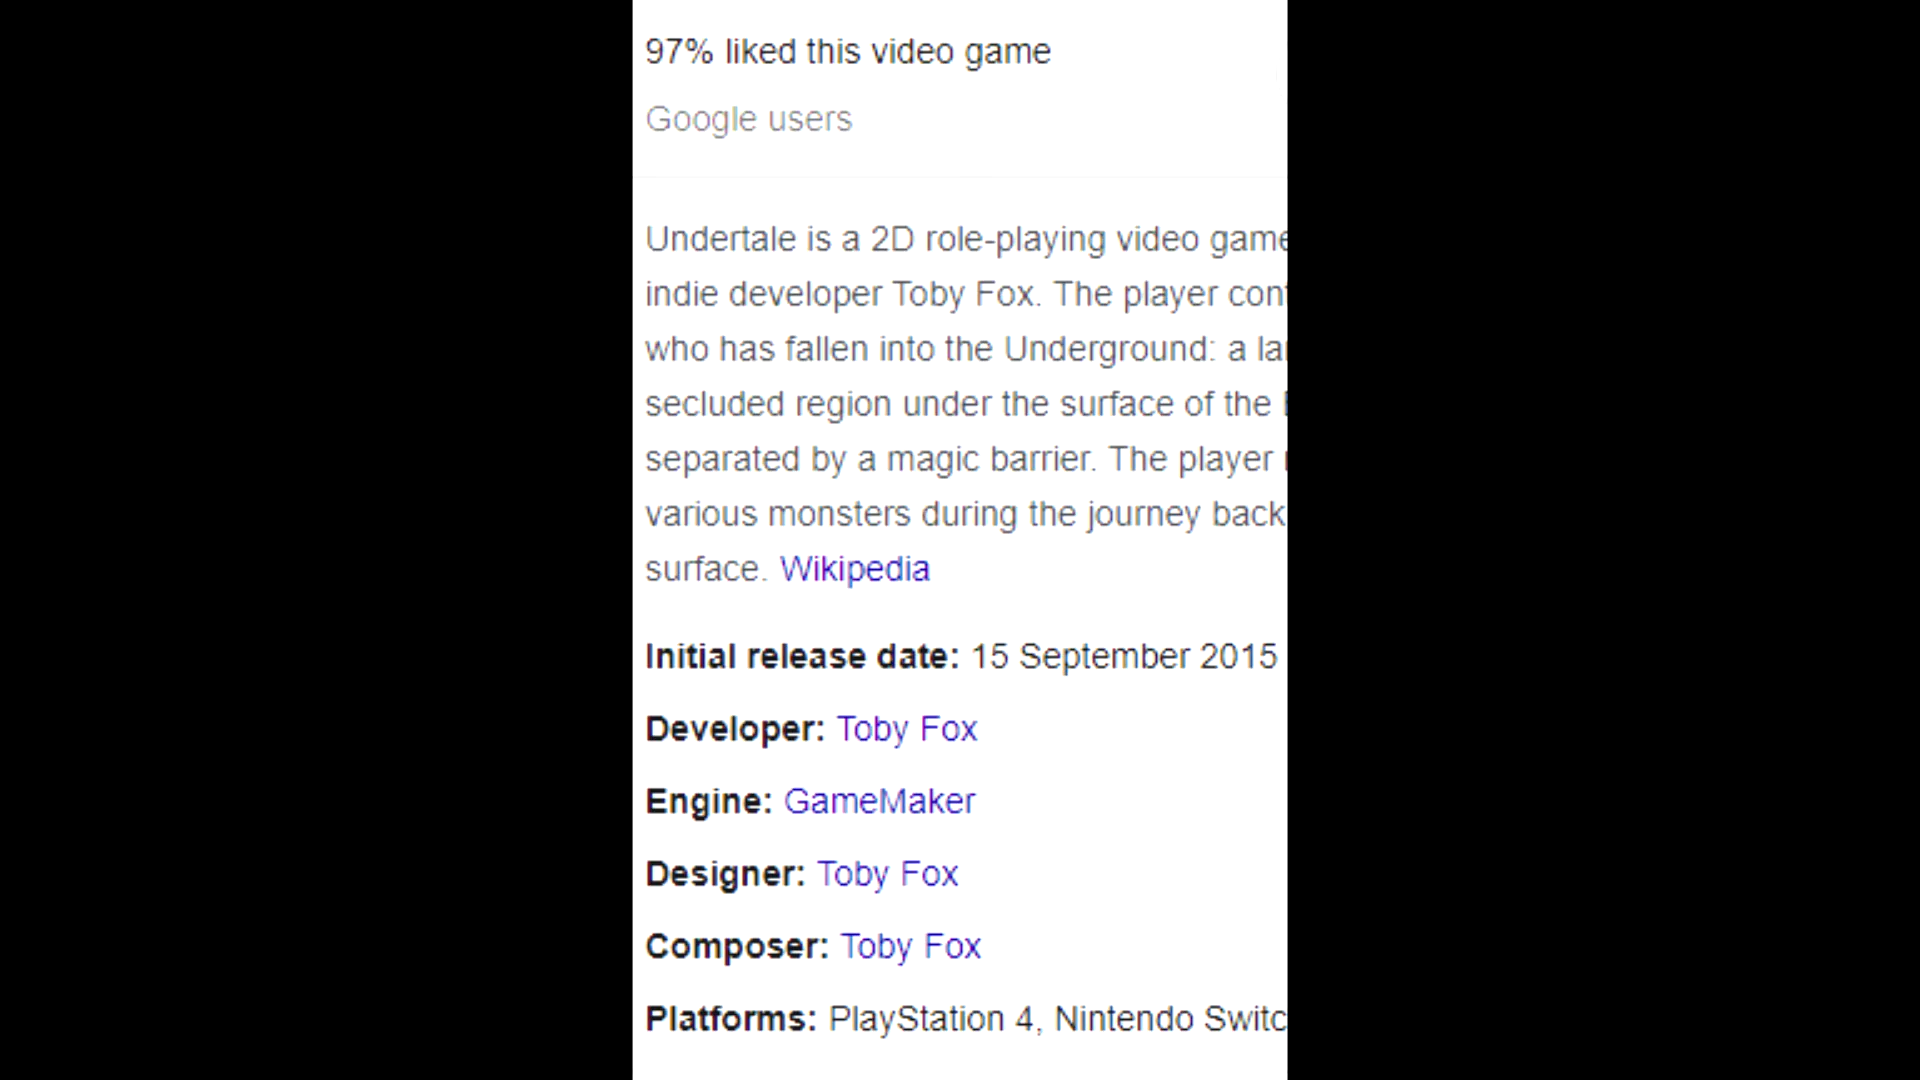 97% liked this video game
Google users
Undertale is a 2D role-playing video game
indie developer Toby Fox. The player
who has fallen into the Underground: a
secluded region under the surface of the
separated by a magic barrier. The player
various monsters during the journey back
surface. Wikipedia
Initial release date: 15 September 2015
Developer: Toby Fox
Engine: GameMaker
Designer: Toby Fox
Composer: Toby Fox
Platforms: PlayStation 4, Nintendo Switc